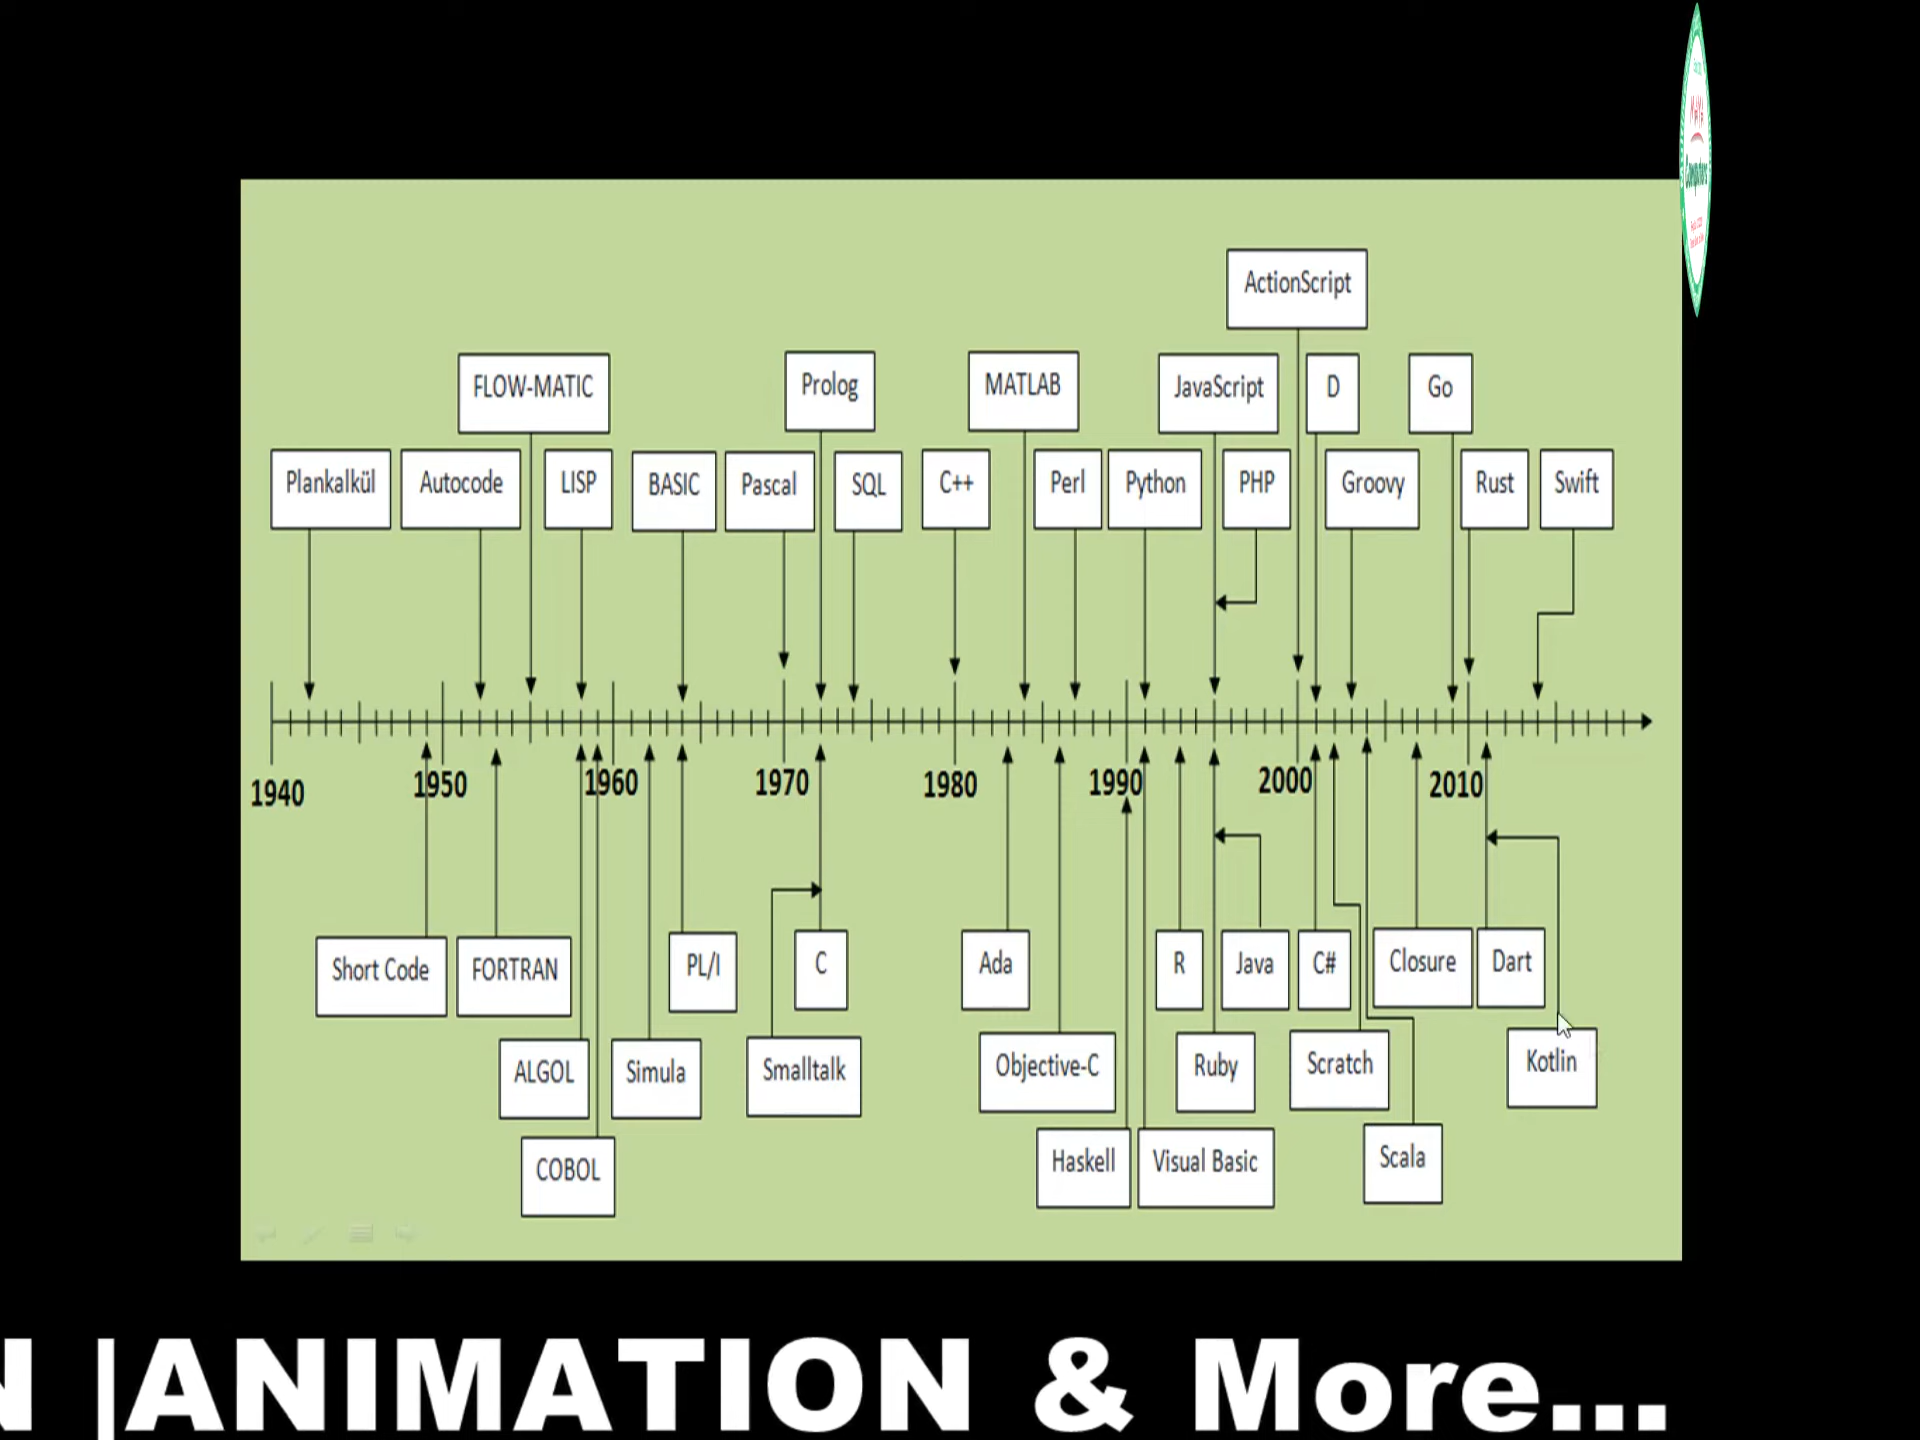 ActionScript
FLOW-MATIC
Prolog
MATLAB
JavaScript
D
Go
Plankalkül
Autocode
LISP
BASIC
Pascal
SQL
C++
Perl
Python
PHP
Groovy
Rust
Swift
1940
1950
1960
1970
1980
1990
2000
2010
Short Code
FORTRAN
PL/I
C
Ada
R
Java
C#
Closure
Dart
ALGOL
Simula
Smalltalk
Objective-C
Ruby
Scratch
Kotlin
COBOL
Haskell
Visual Basic
Scala
Computers
N |ANIMATION & More...